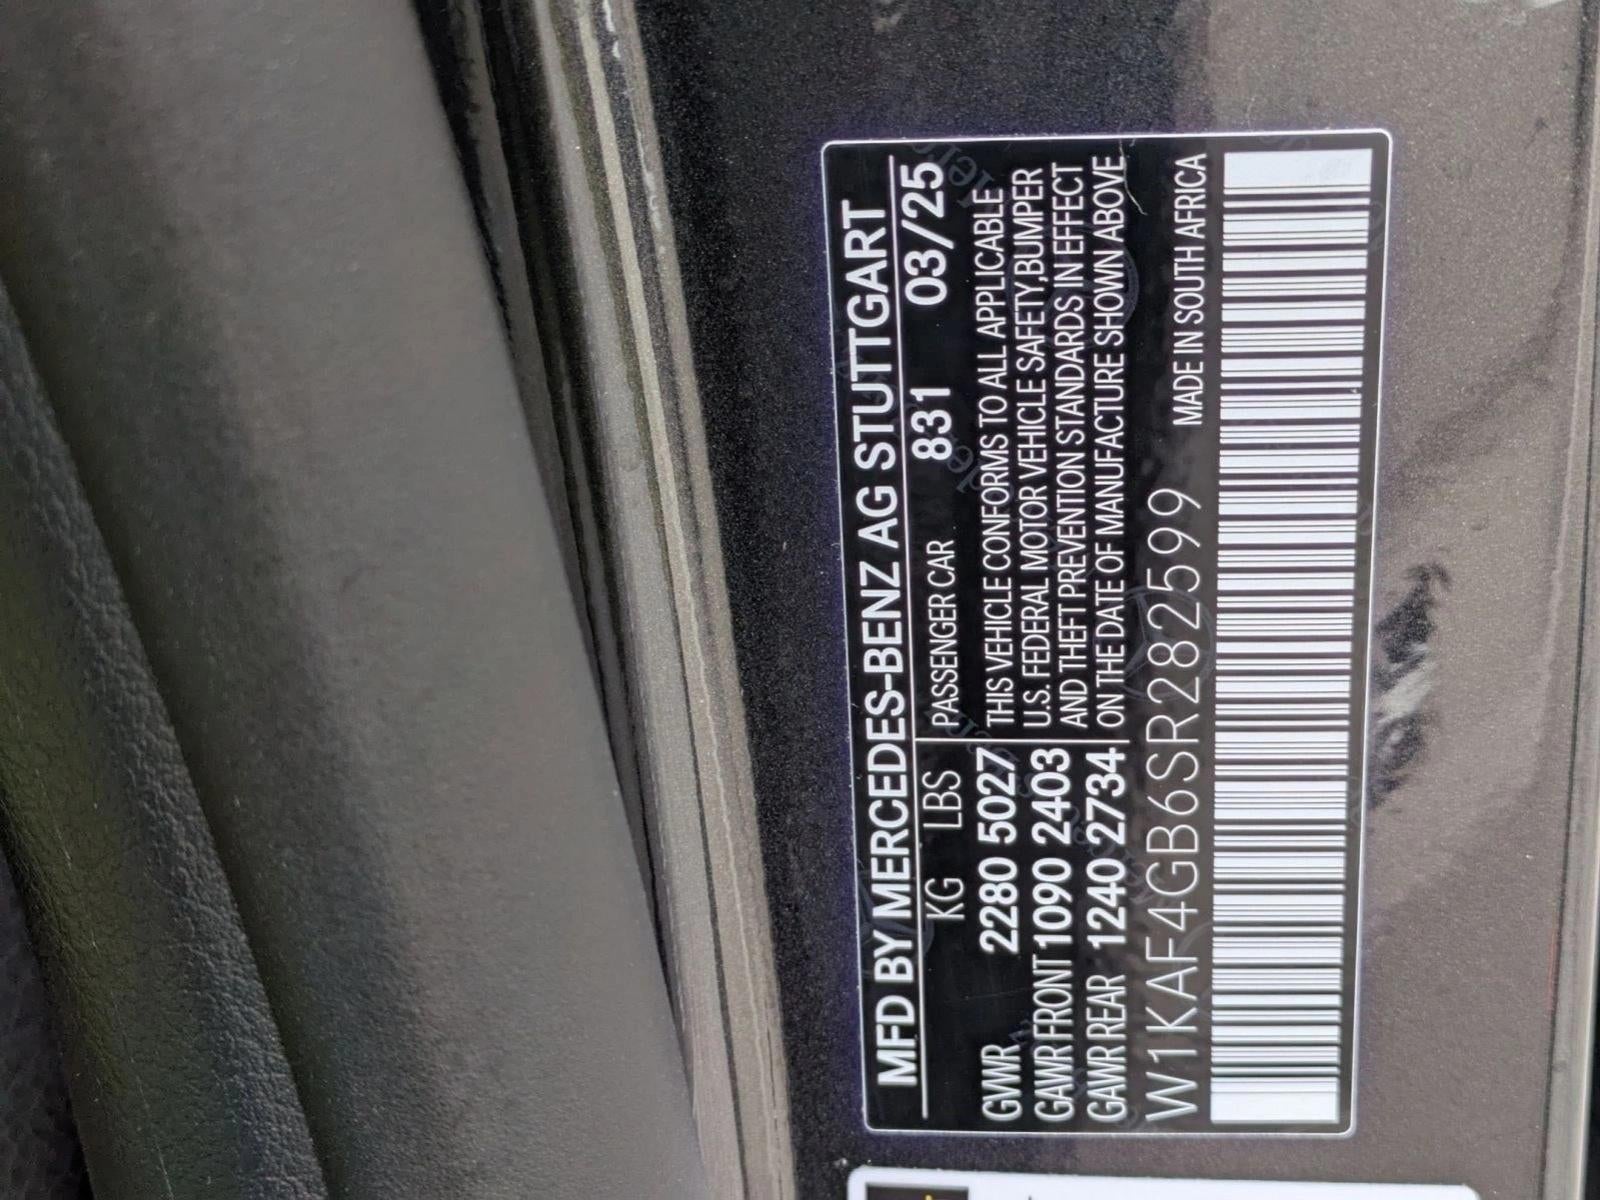 MFD BY MERCEDES-BENZ AG STUTTGART
KG LBS PASSENGER CAR 831 03/25
GVWR 2280 5027
GAWR FRONT 1090 2403
GAWR REAR 1240 2734
THIS VEHICLE CONFORMS TO ALL APPLICABLE
U.S. FEDERAL MOTOR VEHICLE SAFETY, BUMPER
AND THEFT PREVENTION STANDARDS IN EFFECT
ON THE DATE OF MANUFACTURE SHOWN ABOVE
W1KAF4GB6SR282599 MADE IN SOUTH AFRICA